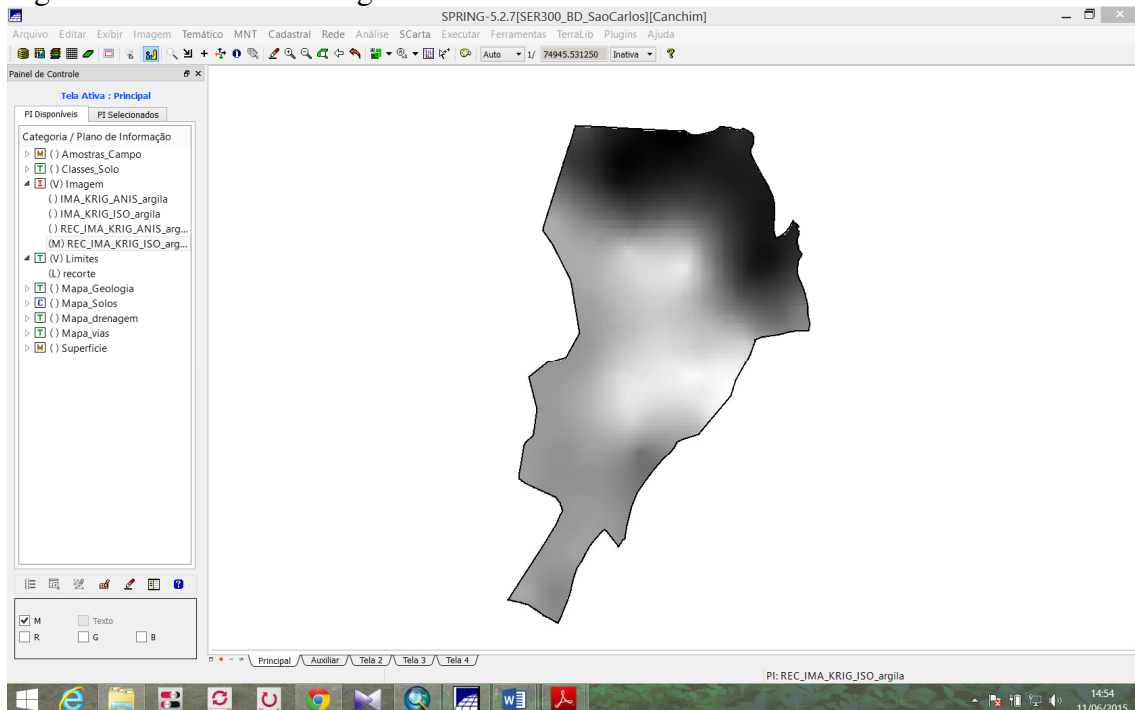 SPRING-5.2.7[SER300_BD_SaoCarlos][Canchim]
Arquivo Editar Exibir Imagem Temático MNT Cadastral Rede Análise SCarta Executar Ferramentas TerraLib Plugins Ajuda
Auto 1/ 74945.531250 Inativa
Painel de Controle
Tela Ativa : Principal
PI Disponíveis PI Selecionados
Categoria / Plano de Informação
M ( ) Amostras_Campo
T ( ) Classes_Solo
I (V) Imagem
( ) IMA_KRIG_ANIS_argila
( ) IMA_KRIG_ISO_argila
( ) REC_IMA_KRIG_ANIS_arg...
(M) REC_IMA_KRIG_ISO_arg...
T (V) Limites
(L) recorte
T ( ) Mapa_Geologia
C ( ) Mapa_Solos
T ( ) Mapa_drenagem
T ( ) Mapa_vias
M ( ) Superficie
M Texto
R G B
Principal Auxiliar Tela 2 Tela 3 Tela 4
PI: REC_IMA_KRIG_ISO_argila
14:54
11/06/2015